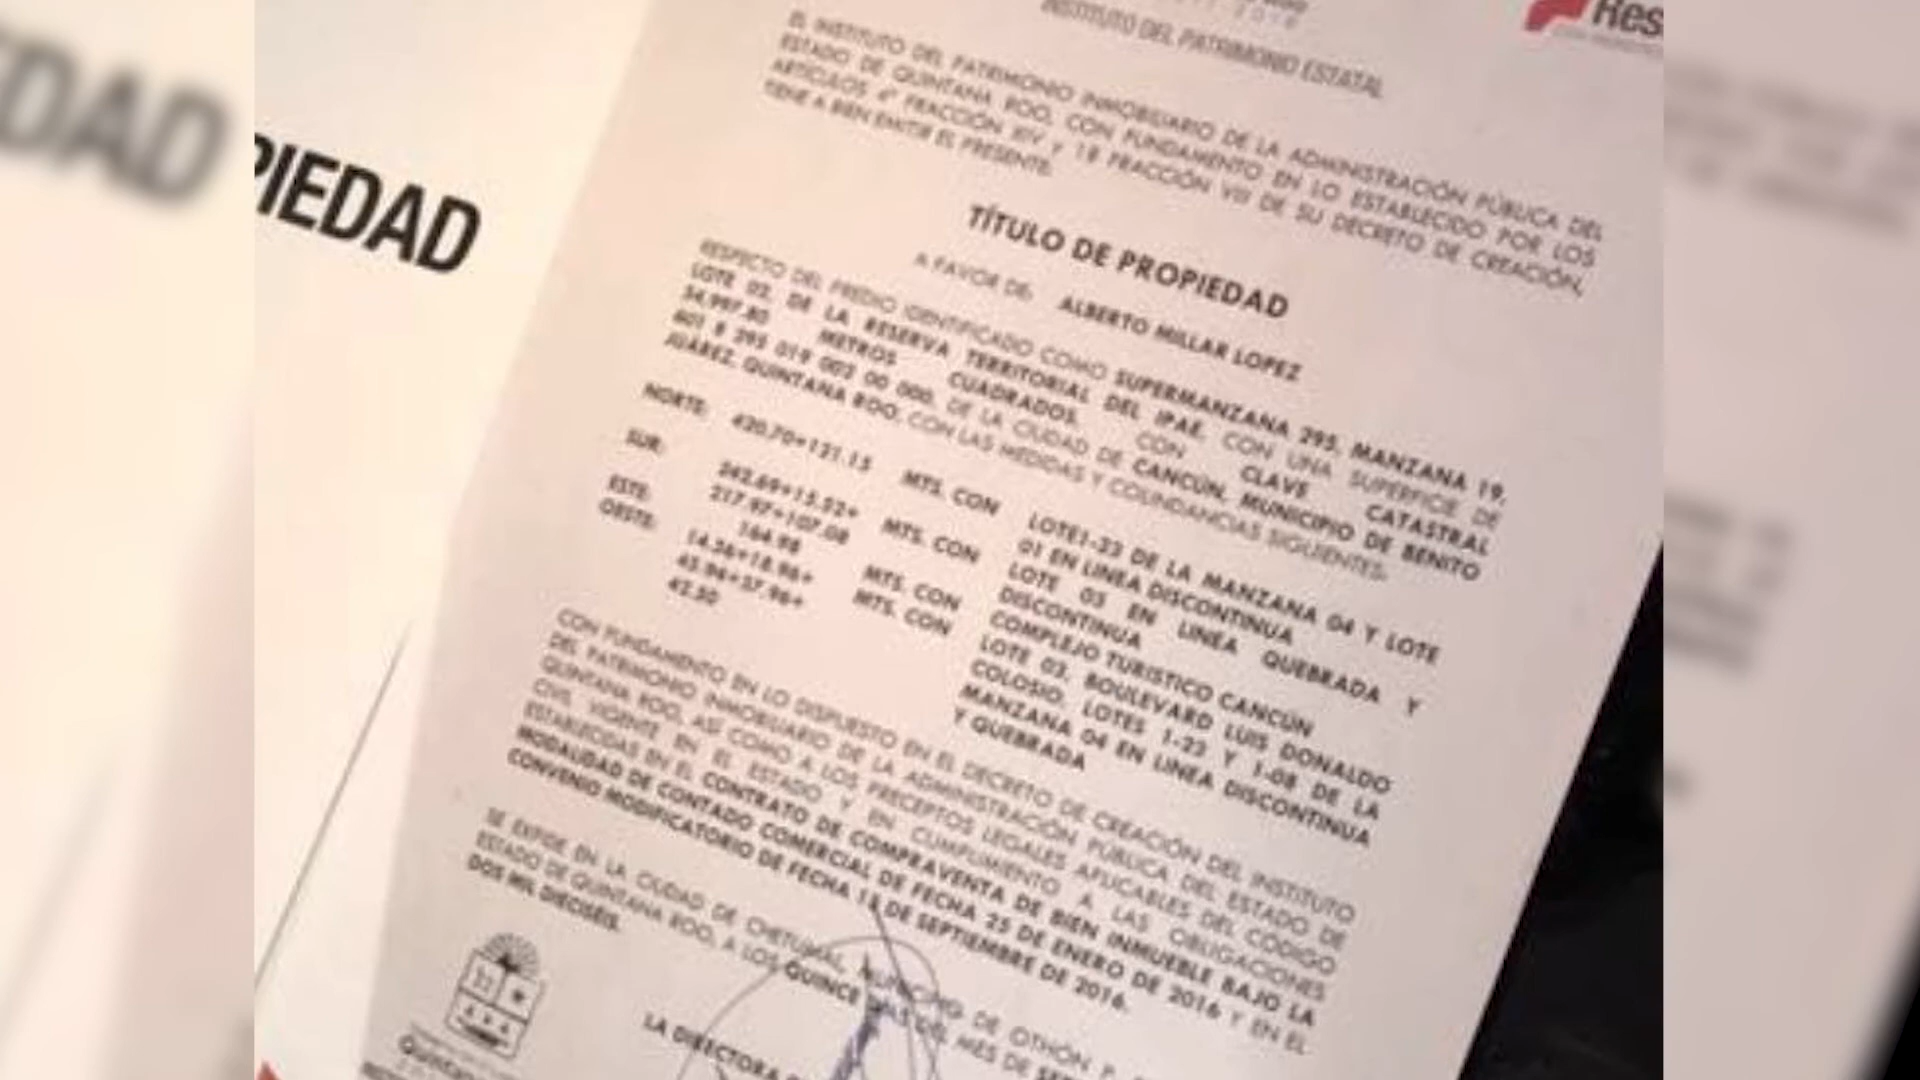 EDAD
PIEDAD
INSTITUTO DEL PATRIMONIO ESTATAL
Res
EL INSTITUTO DEL PATRIMONIO INMOBILIARIO DE LA ADMINISTRACIÓN PÚBLICA DEL
ESTADO DE QUINTANA ROO, CON FUNDAMENTO EN LO ESTABLECIDO POR LOS
ARTÍCULOS 4° FRACCIÓN XIV y 18 FRACCIÓN VII DE SU DECRETO DE CREACIÓN,
TIENE A BIEN EMITIR EL PRESENTE.
TÍTULO DE PROPIEDAD
A FAVOR DE: ALBERTO MILLAR LOPEZ
RESPECTO DEL PREDIO IDENTIFICADO COMO SUPERMANZANA 295, MANZANA 19,
LOTE 02, DE LA RESERVA TERRITORIAL DEL IPAE, CON UNA SUPERFICIE DE
54,997.80 METROS CUADRADOS, CON CLAVE CATASTRAL
601 8 295 019 002 00 000, DE LA CIUDAD DE CANCÚN, MUNICIPIO DE BENITO
JUÁREZ, QUINTANA ROO, CON LAS MEDIDAS Y COLINDANCIAS SIGUIENTES.
NORTE: 420.70+121.15 MTS. CON LOTE1-23 DE LA MANZANA 04 Y LOTE
01 EN LINEA DISCONTINUA
SUR: 242.69+15.52+ MTS. CON LOTE 03 EN LINEA QUEBRADA Y
217.97+107.08 DISCONTINUA
ESTE: 164.98 MTS. CON COMPLEJO TURISTICO CANCÚN
OESTE: 14.36+18.96+ MTS. CON LOTE 03, BOULEVARD LUIS DONALDO
45.94+37.96+ COLOSIO, LOTES 1-23 Y 1-08 DE LA
42.50 MANZANA 04 EN LINEA DISCONTINUA
Y QUEBRADA
CON FUNDAMENTO EN LO DISPUESTO EN EL DECRETO DE CREACIÓN DEL INSTITUTO
DEL PATRIMONIO INMOBILIARIO DE LA ADMINISTRACIÓN PÚBLICA DEL ESTADO DE
QUINTANA ROO, ASÍ COMO A LOS PRECEPTOS LEGALES APLICABLES DEL CODIGO
CIVIL VIGENTE EN EL ESTADO Y EN CUMPLIMIENTO A LAS OBLIGACIONES
ESTABLECIDAS EN EL CONTRATO DE COMPRAVENTA DE BIEN INMUEBLE BAJO LA
MODALIDAD DE CONTADO COMERCIAL DE FECHA 25 DE ENERO DE 2016 Y EN EL
CONVENIO MODIFICATORIO DE FECHA DE SEPTIEMBRE DE 2016.
SE EXPIDE EN LA CIUDAD DE CHETUMAL, MUNICIPIO DE OTHÓN P.
ESTADO DE QUINTANA ROO, A LOS QUINCE DÍAS DEL MES DE
DOS MIL DIECISÉIS.
LA DIRECTORA